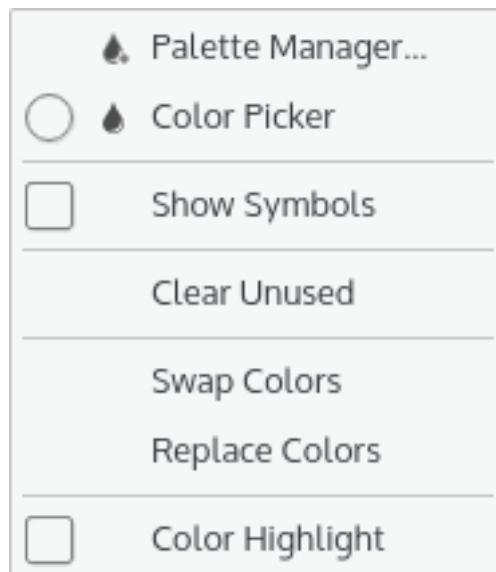 Palette Manager...
Color Picker
Show Symbols
Clear Unused
Swap Colors
Replace Colors
Color Highlight